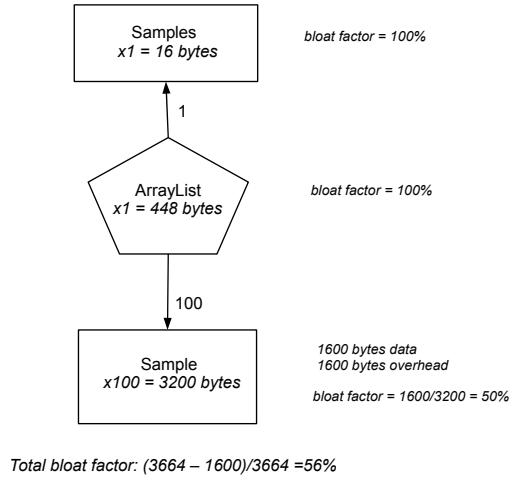 Samples
x1 = 16 bytes
bloat factor = 100%
1
ArrayList
x1 = 448 bytes
bloat factor = 100%
100
Sample
x100 = 3200 bytes
1600 bytes data
1600 bytes overhead
bloat factor = 1600/3200 = 50%
Total bloat factor: (3664 – 1600)/3664 =56%